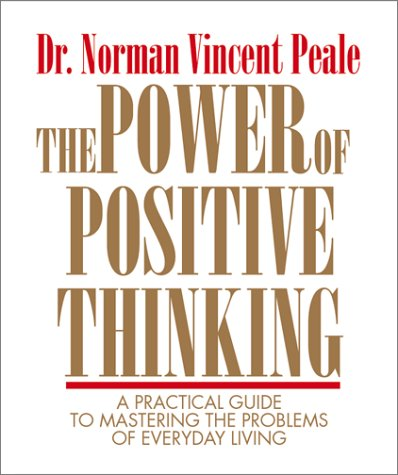 Dr. Norman Vincent Peale
THE POWER OF
POSITIVE
THINKING
A PRACTICAL GUIDE
TO MASTERING THE PROBLEMS
OF EVERYDAY LIVING